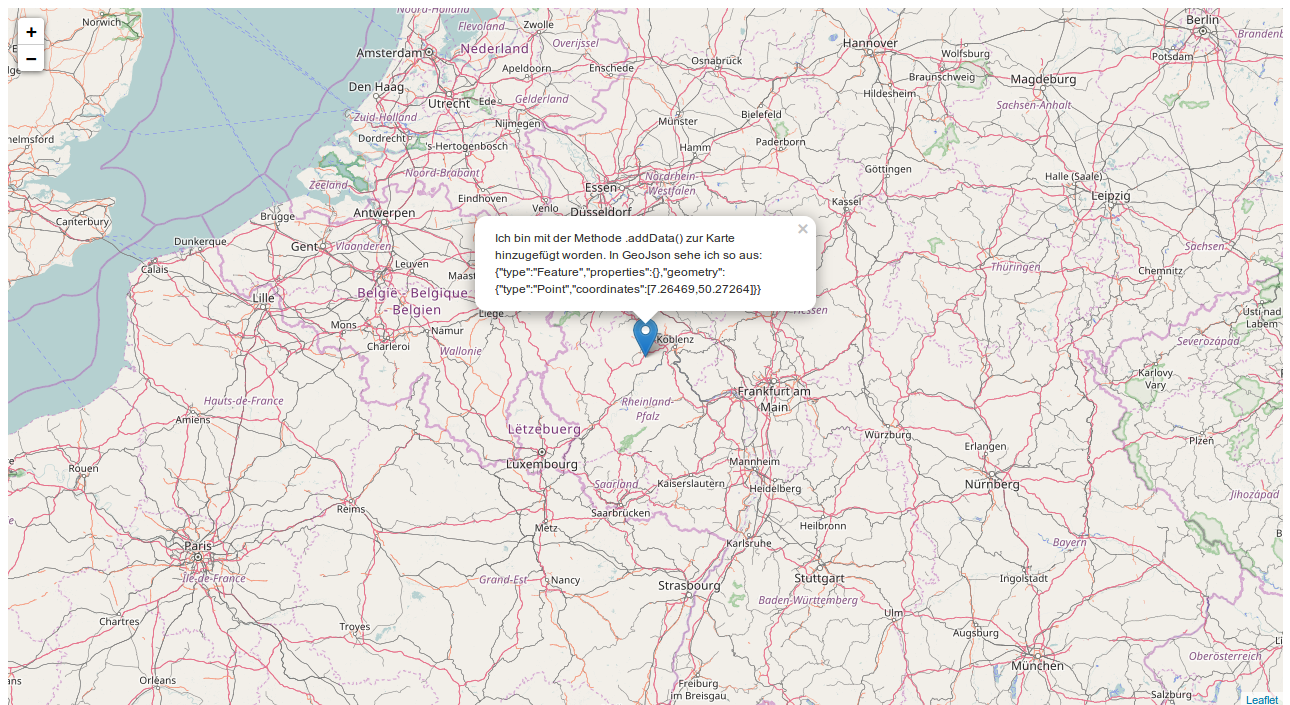 Noord-Holland
Norwich
Flevoland
Zwolle
Berlin
+
−
Amsterdam
Nederland
Overijssel
Hannover
Brandenb
Wolfsburg
Potsdam
Osnabrück
Apeldoorn
Enschede
Braunschweig
Magdeburg
Den Haag
Hildesheim
Utrecht
Ede
Gelderland
Sachsen-Anhalt
Zuid-Holland
Nijmegen
Münster
Bielefeld
Dordrecht
's-Hertogenbosch
Hamm
Paderborn
helmsford
Noord-Brabant
Göttingen
Halle (Saale)
Nordrhein-
Westfalen
Zeeland
Essen
Leipzig
Eindhoven
Kassel
Venlo
Antwerpen
Düsseldorf
Brugge
Canterbury
Dunkerque
Gent
Vlaanderen
Sachsen
Calais
Leuven
Maast
Thüringen
Chemnitz
Ich bin mit der Methode .addData() zur Karte
hinzugefügt worden. In GeoJson sehe ich so aus:
{"type":"Feature","properties":{},"geometry":
{"type":"Point","coordinates":[7.26469,50.27264]}}
×
Lille
België - Belgique
- Belgien
Liège
Hessen
Ústí nad
Labem
Mons
Namur
Charleroi
Wallonie
Koblenz
Severozápad
Karlovy
Vary
Frankfurt am
Main
Hauts-de-France
Rheinland-
Pfalz
Amiens
Lëtzebuerg
Würzburg
Plzeň
Erlangen
Rouen
Luxembourg
Mannheim
Saarland
Kaiserslautern
Heidelberg
Nürnberg
Jihozápad
Reims
Saarbrücken
Metz
Heilbronn
Paris
Karlsruhe
Bayern
Île-de-France
Grand-Est
Nancy
Strasbourg
Stuttgart
Ingolstadt
Baden-Württemberg
Chartres
Troyes
Ulm
Augsburg
Oberösterreich
München
Orléans
Freiburg
im Breisgau
Salzburg
Leaflet